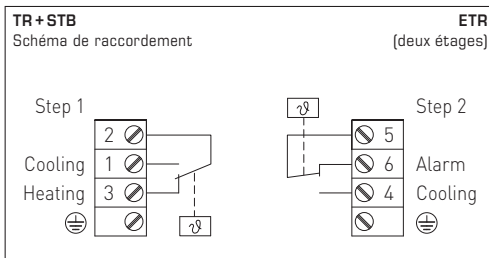 TR+STB ETR
Schéma de raccordement (deux étages)
Step 1 Step 2
2 5
Cooling 1 6 Alarm
Heating 3 4 Cooling
ϑ
ϑ